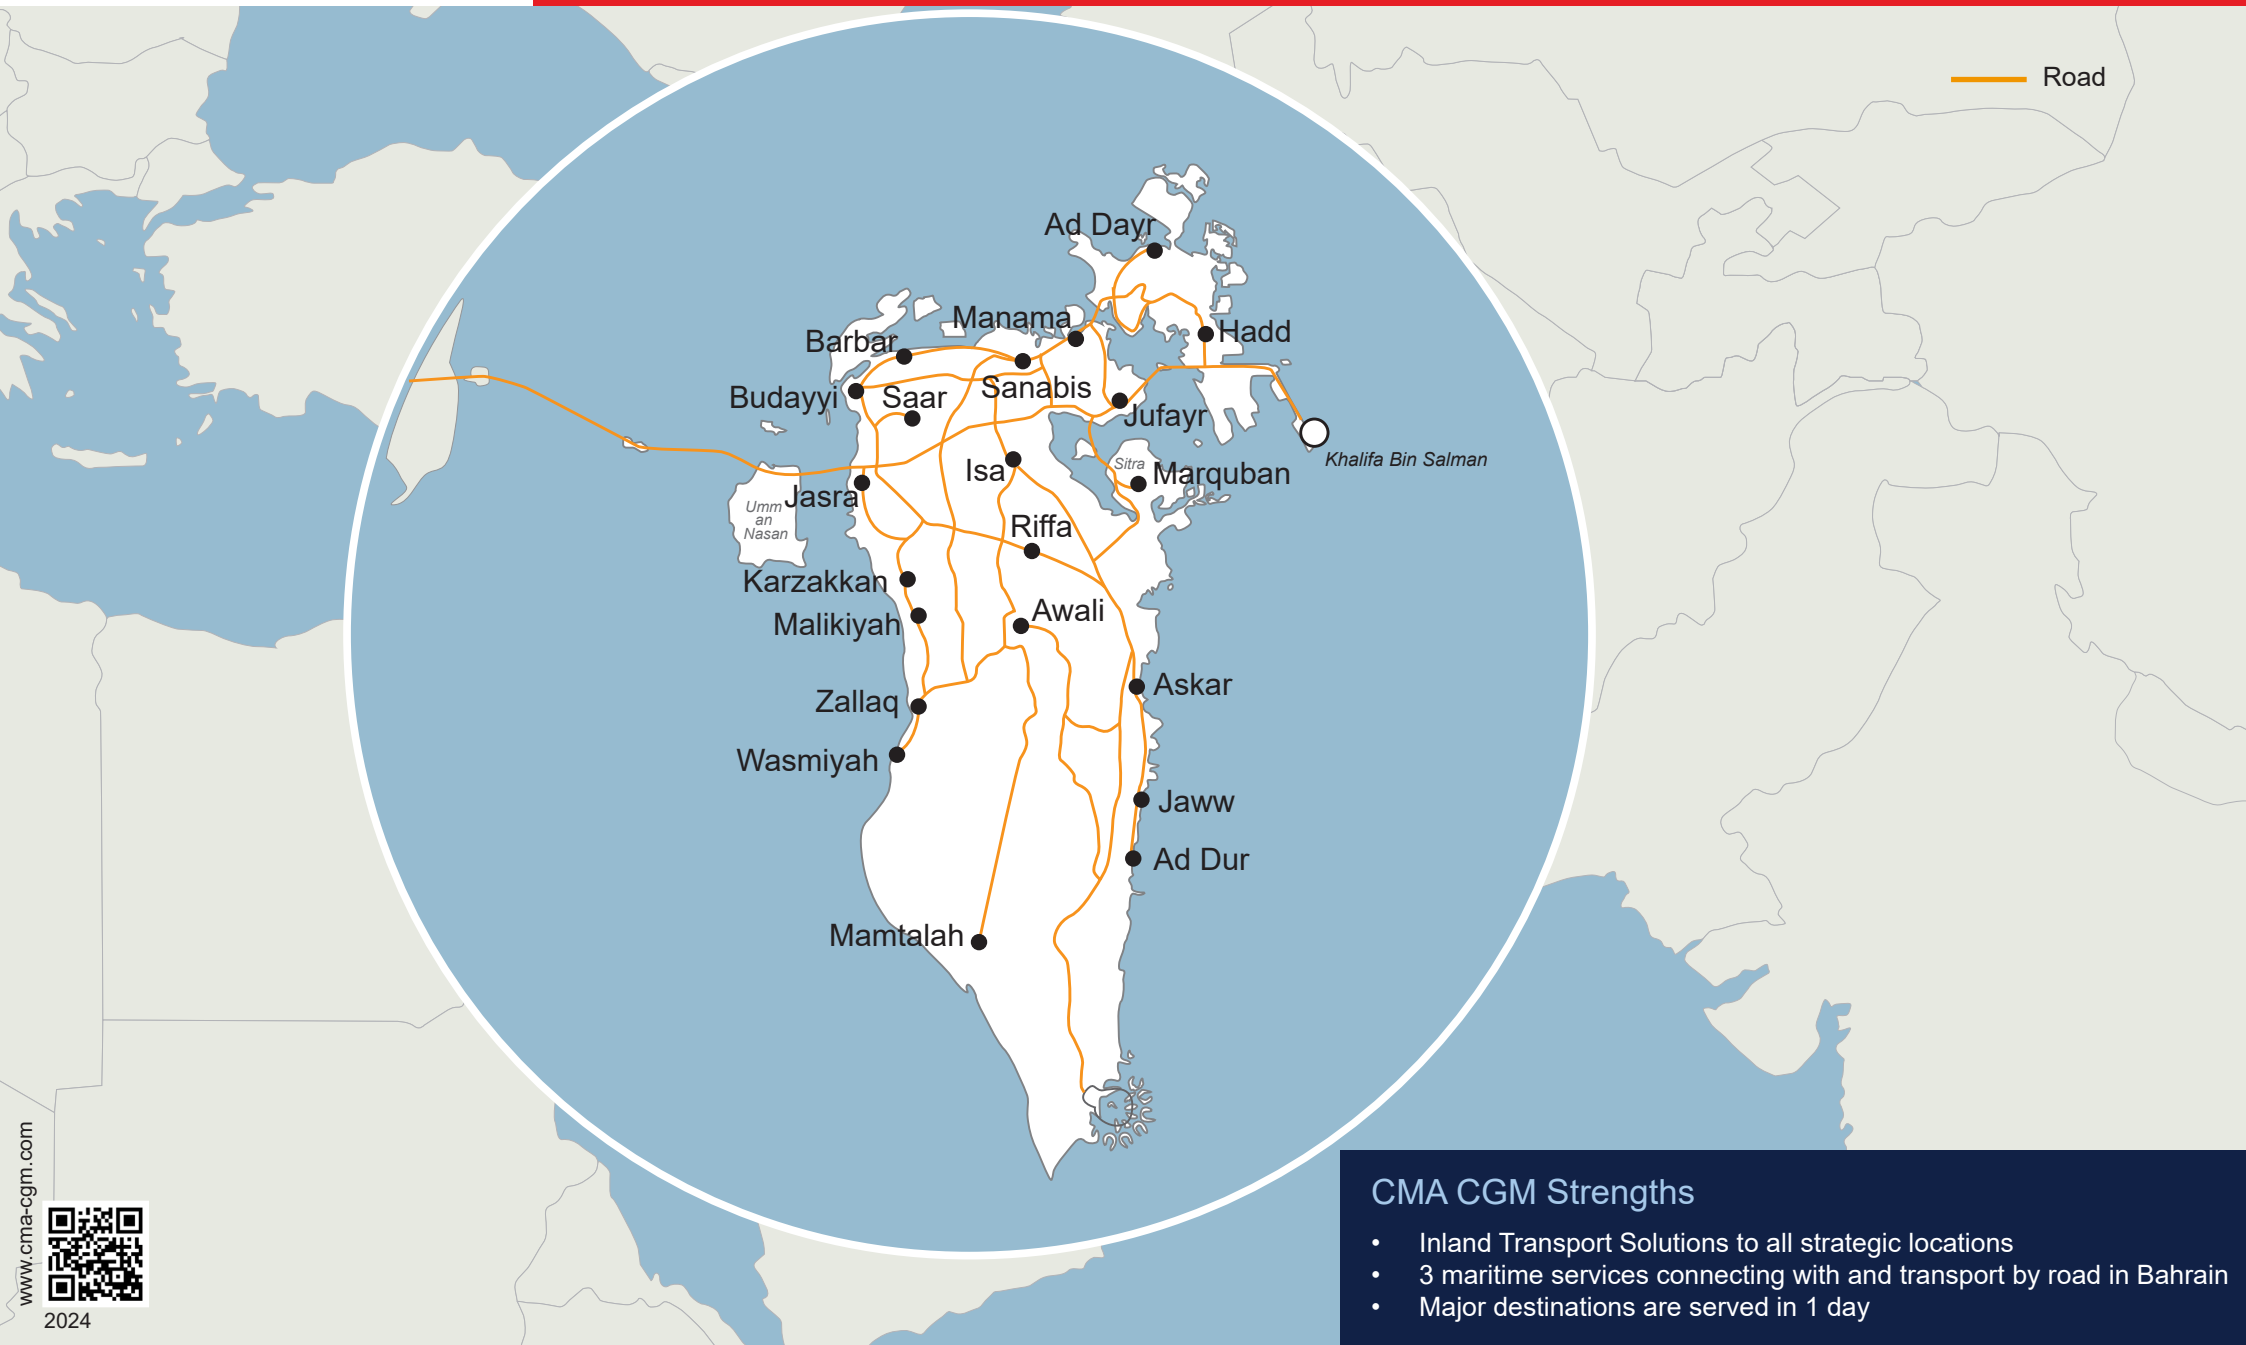 Road
Ad Dayr
Manama
Hadd
Barbar
Sanabis
Budayyi
Saar
Jufayr
Khalifa Bin Salman
Isa
Sitra
Marquban
Jasra
Umm
an
Nasan
Riffa
Karzakkan
Awali
Malikiyah
Askar
Zallaq
Wasmiyah
Jaww
Ad Dur
Mamtalah
CMA CGM Strengths
• Inland Transport Solutions to all strategic locations
• 3 maritime services connecting with and transport by road in Bahrain
• Major destinations are served in 1 day
www.cma-cgm.com
2024